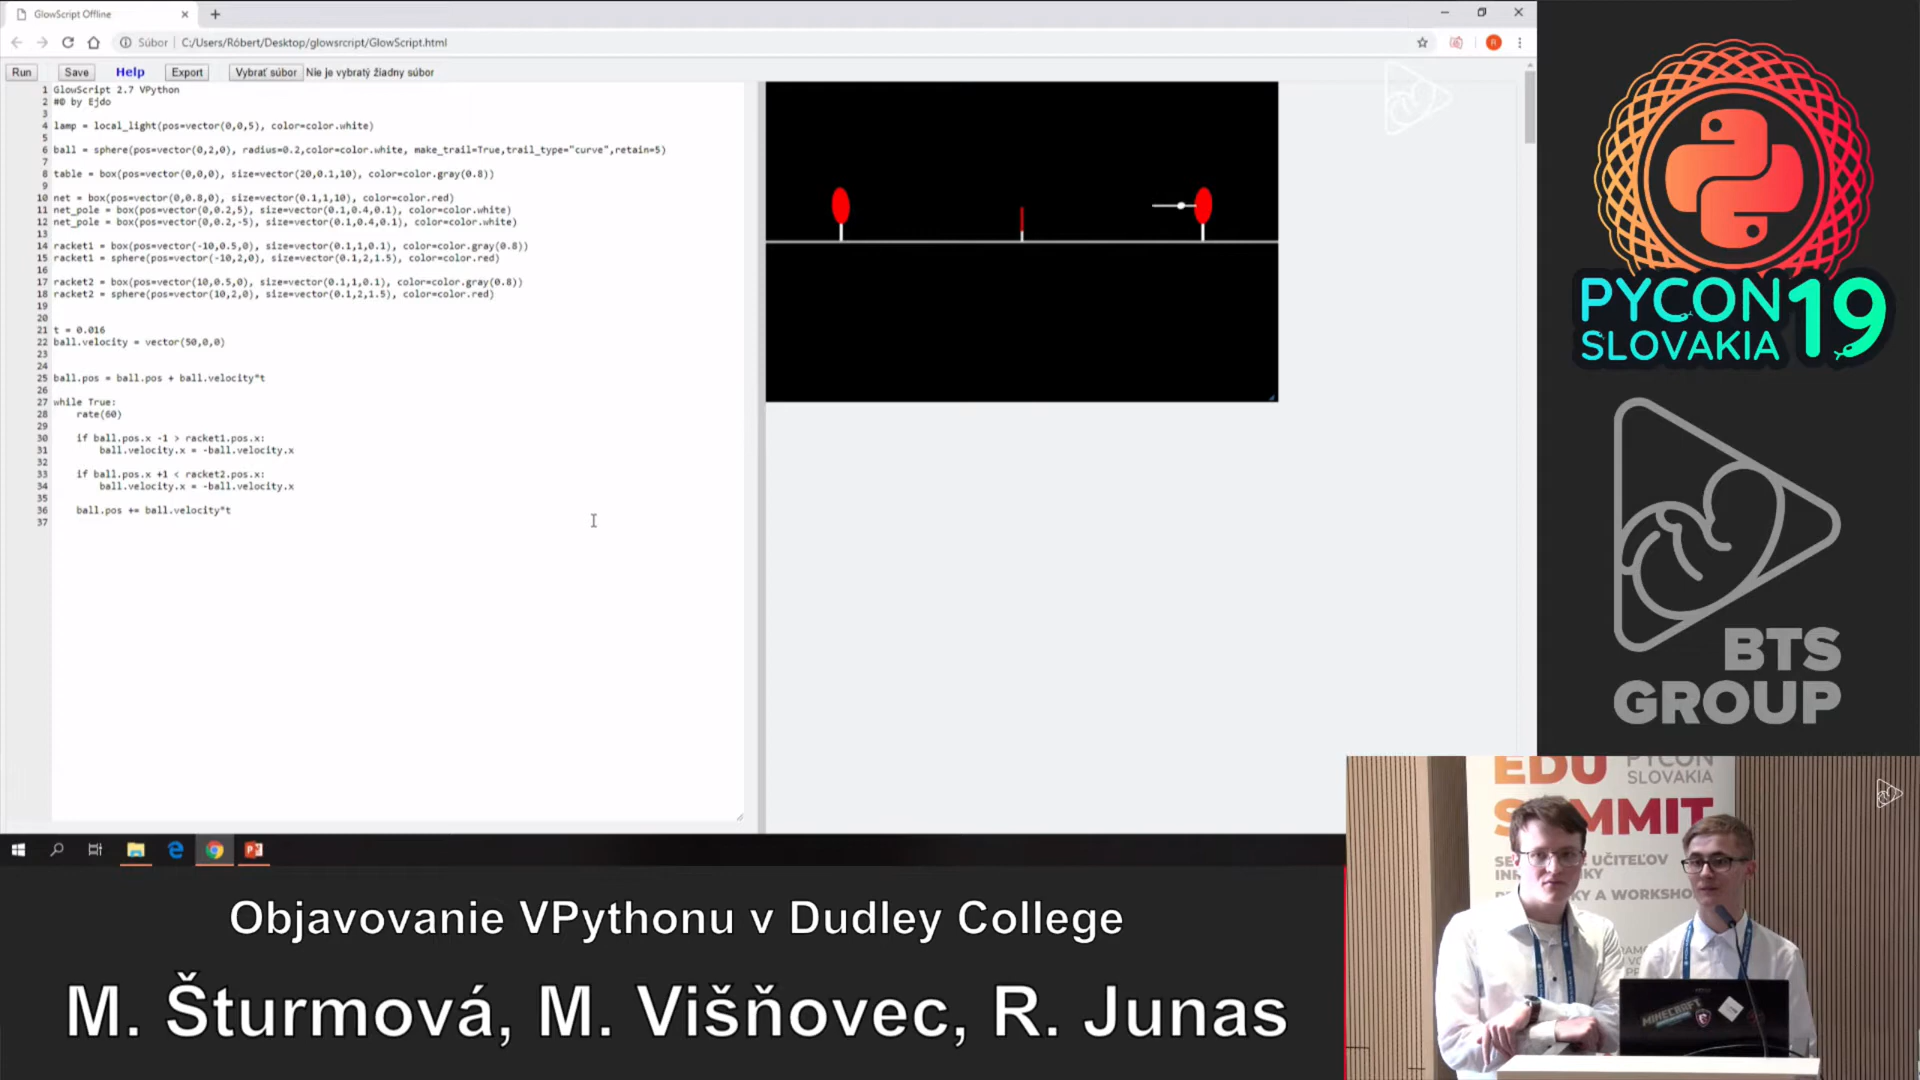 GlowScript Offline
Súbor C:/Users/Róbert/Desktop/glowsrcript/GlowScript.html
Run Save Help Export Vybrať súbor Nie je vybratý žiadny súbor
1 GlowScript 2.7 VPython
2 #© by Ejdo
3
4 lamp = local_light(pos=vector(0,0,5), color=color.white)
5
6 ball = sphere(pos=vector(0,2,0), radius=0.2,color=color.white, make_trail=True,trail_type="curve",retain=5)
7
8 table = box(pos=vector(0,0,0), size=vector(20,0.1,10), color=color.gray(0.8))
9
10 net = box(pos=vector(0,0.8,0), size=vector(0.1,1,10), color=color.red)
11 net_pole = box(pos=vector(0,0.2,5), size=vector(0.1,0.4,0.1), color=color.white)
12 net_pole = box(pos=vector(0,0.2,-5), size=vector(0.1,0.4,0.1), color=color.white)
13
14 racket1 = box(pos=vector(-10,0.5,0), size=vector(0.1,1,0.1), color=color.gray(0.8))
15 racket1 = sphere(pos=vector(-10,2,0), size=vector(0.1,2,1.5), color=color.red)
16
17 racket2 = box(pos=vector(10,0.5,0), size=vector(0.1,1,0.1), color=color.gray(0.8))
18 racket2 = sphere(pos=vector(10,2,0), size=vector(0.1,2,1.5), color=color.red)
19
20
21 t = 0.016
22 ball.velocity = vector(50,0,0)
23
24
25 ball.pos = ball.pos + ball.velocity*t
26
27 while True:
28 rate(60)
29
30 if ball.pos.x -1 > racket1.pos.x:
31 ball.velocity.x = -ball.velocity.x
32
33 if ball.pos.x +1 < racket2.pos.x:
34 ball.velocity.x = -ball.velocity.x
35
36 ball.pos += ball.velocity*t
37
PYCON 19
SLOVAKIA
BTS
GROUP
EDU PYCON
SLOVAKIA
SUMMIT
UČITEĽOV
A WORKSHO
MINECRAFT
Objavovanie VPythonu v Dudley College
M. Šturmová, M. Višňovec, R. Junas